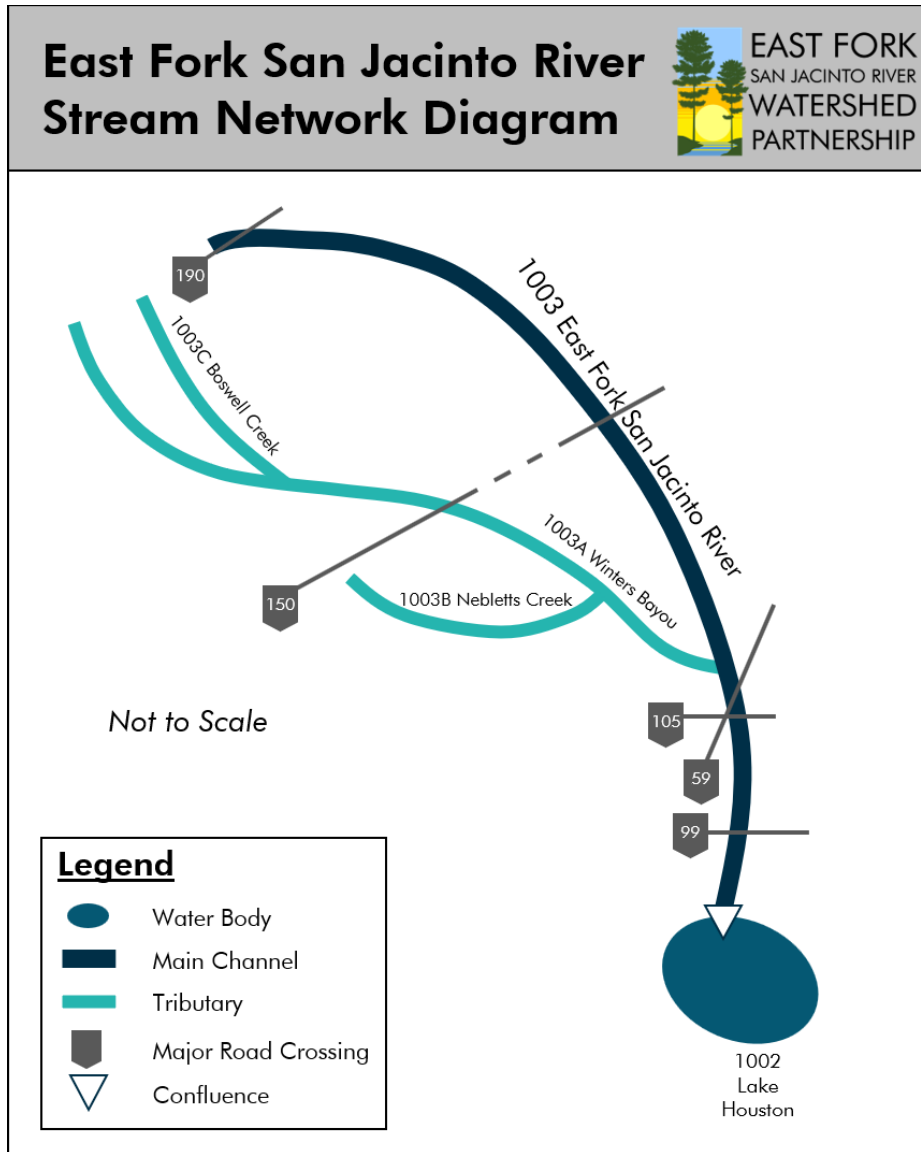 East Fork San Jacinto River
Stream Network Diagram
EAST FORK
SAN JACINTO RIVER
WATERSHED
PARTNERSHIP
190
1003C Boswell Creek
1003 East Fork San Jacinto River
150
1003B Nebletts Creek
1003A Winters Bayou
105
59
99
Not to Scale
Legend
Water Body
Main Channel
Tributary
Major Road Crossing
Confluence
1002
Lake
Houston